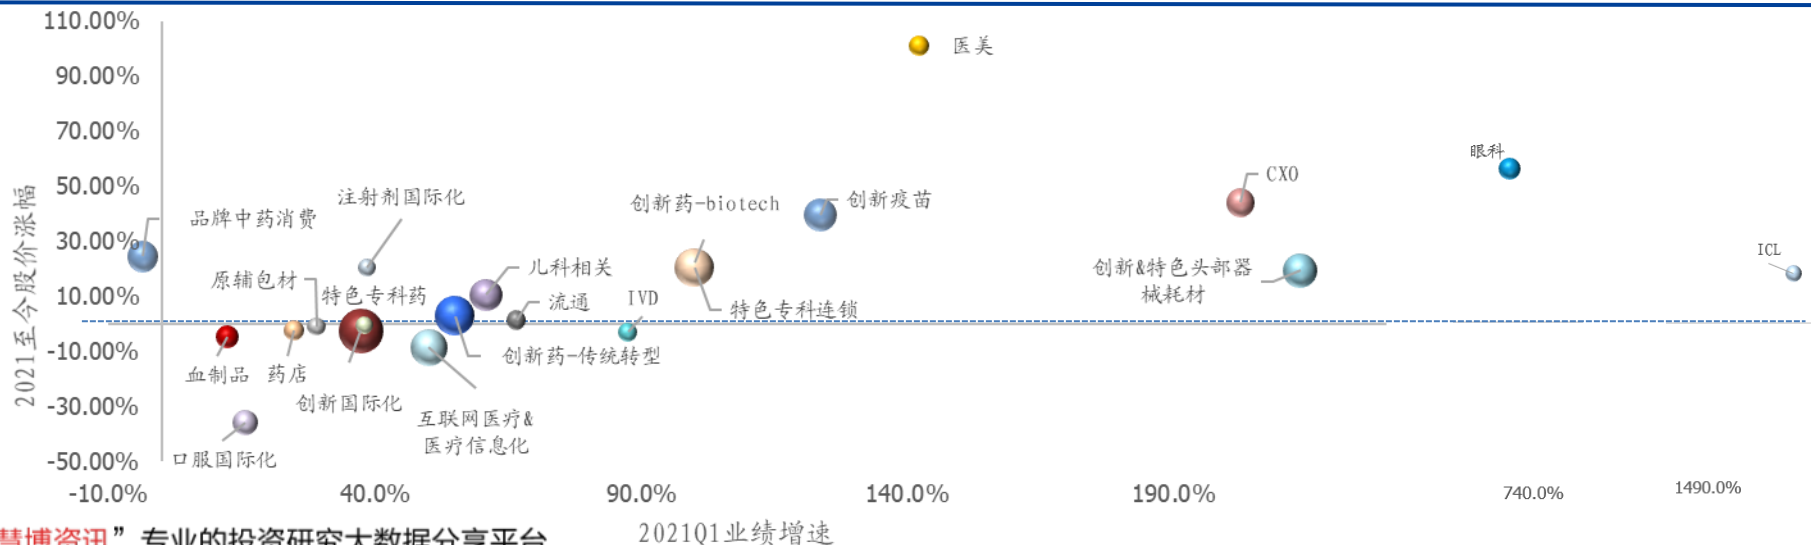 110.00%
90.00%
70.00%
50.00%
30.00%
10.00%
-10.00%
-30.00%
-50.00%
2021至今股价涨幅
医美
眼科
CXO
ICL
注射剂国际化
品牌中药消费
创新药-biotech
创新疫苗
原辅包材
特色专科药
儿科相关
流通
IVD
创新&特色头部器
械耗材
特色专科连锁
血制品
药店
创新药-传统转型
创新国际化
互联网医疗&
医疗信息化
口服国际化
-10.0%
40.0%
90.0%
140.0%
190.0%
740.0%
1490.0%
2021Q1业绩增速
慧博资讯”专业的投资研究大数据分享平台